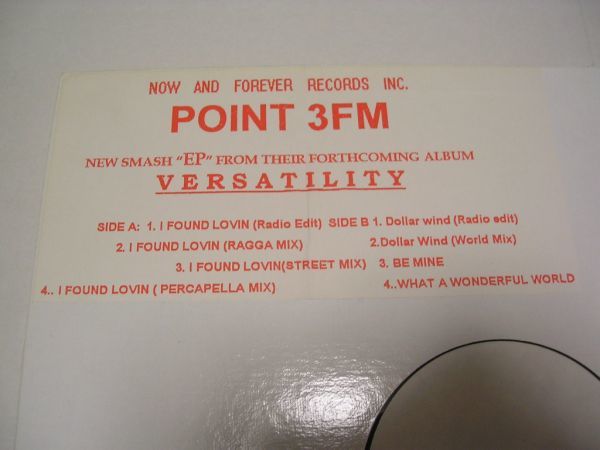 NOW AND FOREVER RECORDS INC.
POINT 3FM
NEW SMASH "EP" FROM THEIR FORTHCOMING ALBUM
VERSATILITY
SIDE A: 1. I FOUND LOVIN (Radio Edit) SIDE B 1. Dollar wind (Radio edit)
2. I FOUND LOVIN (RAGGA MIX) 2.Dollar Wind (World Mix)
3. I FOUND LOVIN(STREET MIX) 3. BE MINE
4.. I FOUND LOVIN ( PERCAPELLA MIX) 4..WHAT A WONDERFUL WORLD